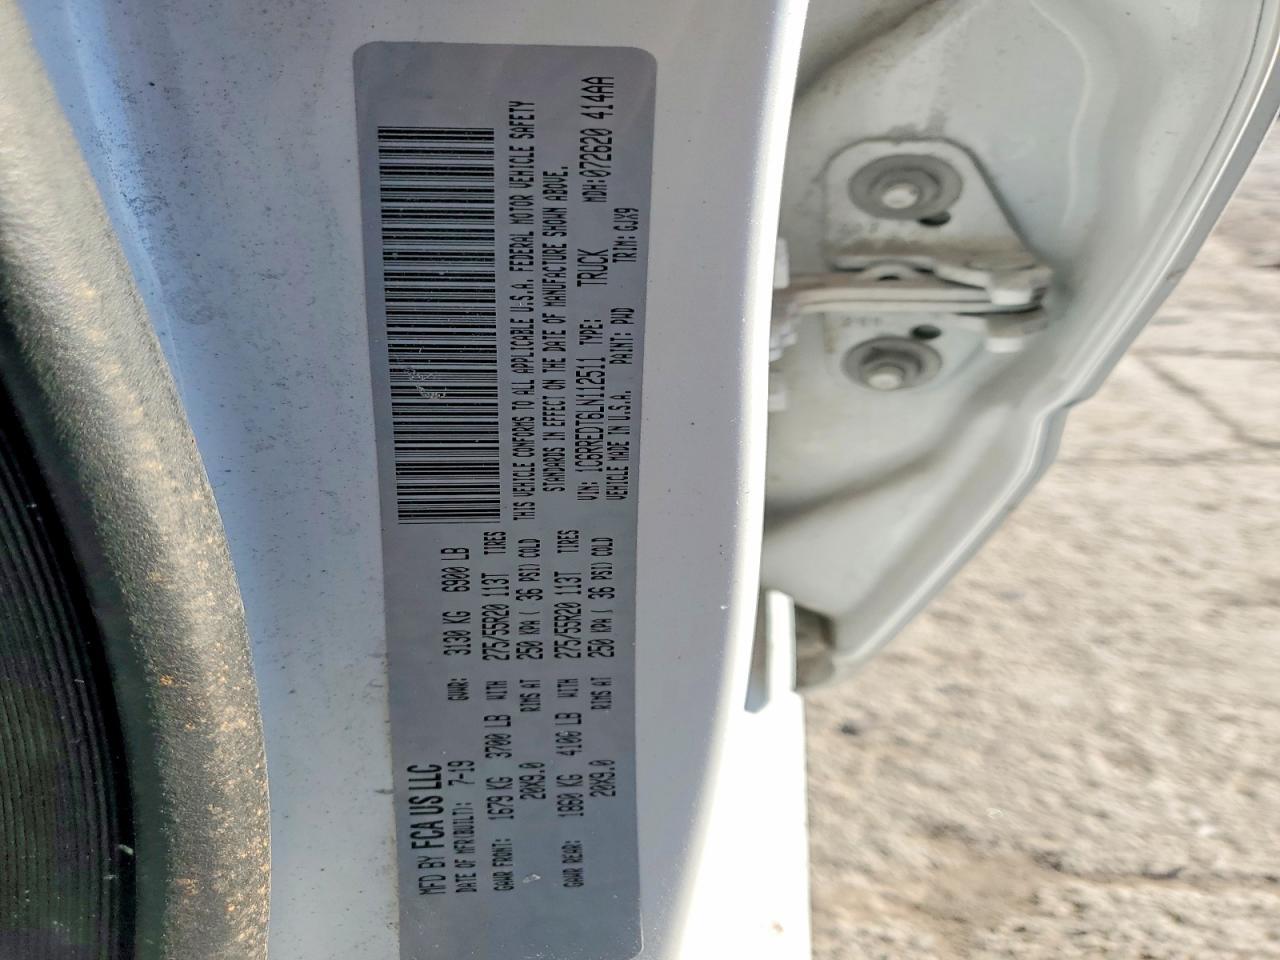 MFD BY FCA US LLC
DATE OF MFR(BUILT): 7-19 GVWR: 3130 KG 6900 LB
GAWR FRONT: 1679 KG 3700 LB WITH 275/55R20 113T TIRES
20X9.0 RIMS AT 250 KPA ( 36 PSI) COLD
GAWR REAR: 1860 KG 4106 LB WITH 275/55R20 113T TIRES
20X9.0 RIMS AT 250 KPA ( 36 PSI) COLD
THIS VEHICLE CONFORMS TO ALL APPLICABLE U.S.A. FEDERAL MOTOR VEHICLE SAFETY
STANDARDS IN EFFECT ON THE DATE OF MANUFACTURE SHOWN ABOVE.
VIN: 1C6RREDT6LN112511 TYPE: TRUCK MDH:072620 414AA
VEHICLE MADE IN U.S.A. PAINT: PWD TRIM: GJX9